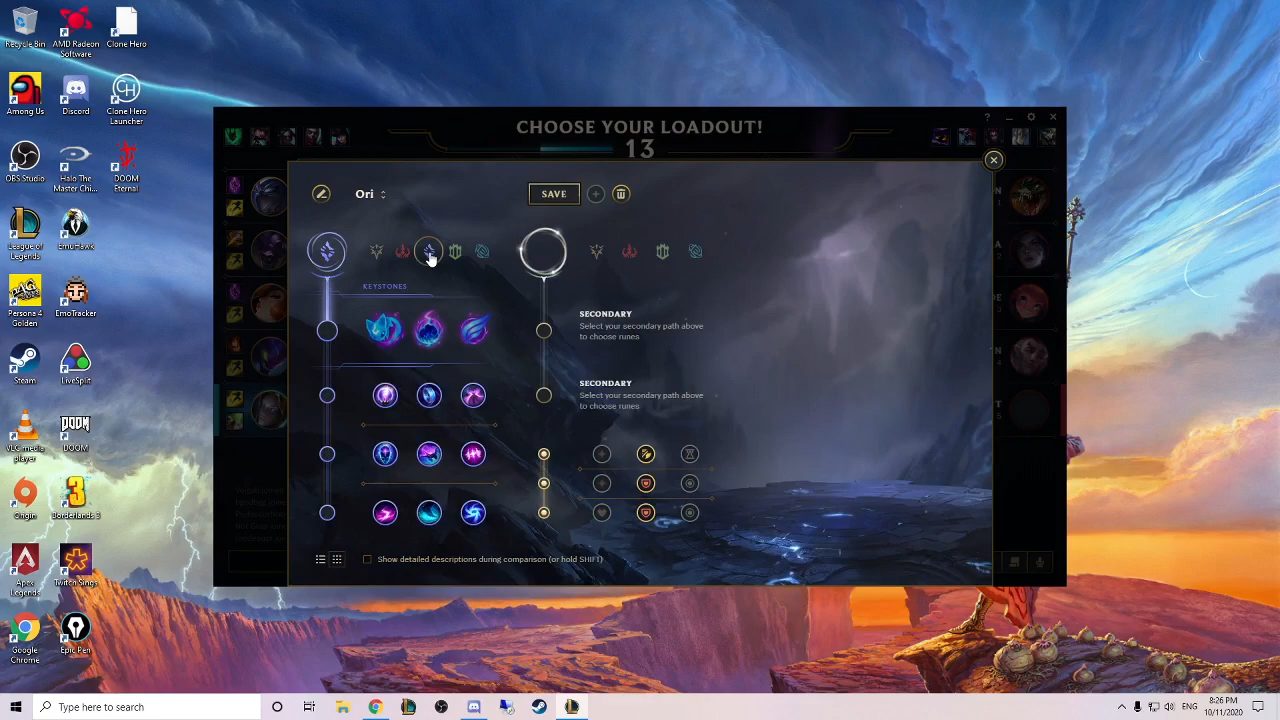 Recycle Bin
AMD Radeon
Software
Clone Hero
Among Us
Discord
Clone Hero
Launcher
OBS Studio
Halo The
Master Chi...
DOOM
Eternal
League of
Legends
EmuHawk
Persona 4
Golden
EmoTracker
Steam
LiveSplit
VLC media
player
DOOM
Origin
Borderlands 3
Apex
Legends
Twitch Sings
Google
Chrome
Epic Pen
CHOOSE YOUR LOADOUT!
13
Ori
SAVE
KEYSTONES
SECONDARY
Select your secondary path above
to choose runes
SECONDARY
Select your secondary path above
to choose runes
Show detailed descriptions during comparison (or hold SHIFT)
Type here to search
ENG
8:26 PM
10/11/2020